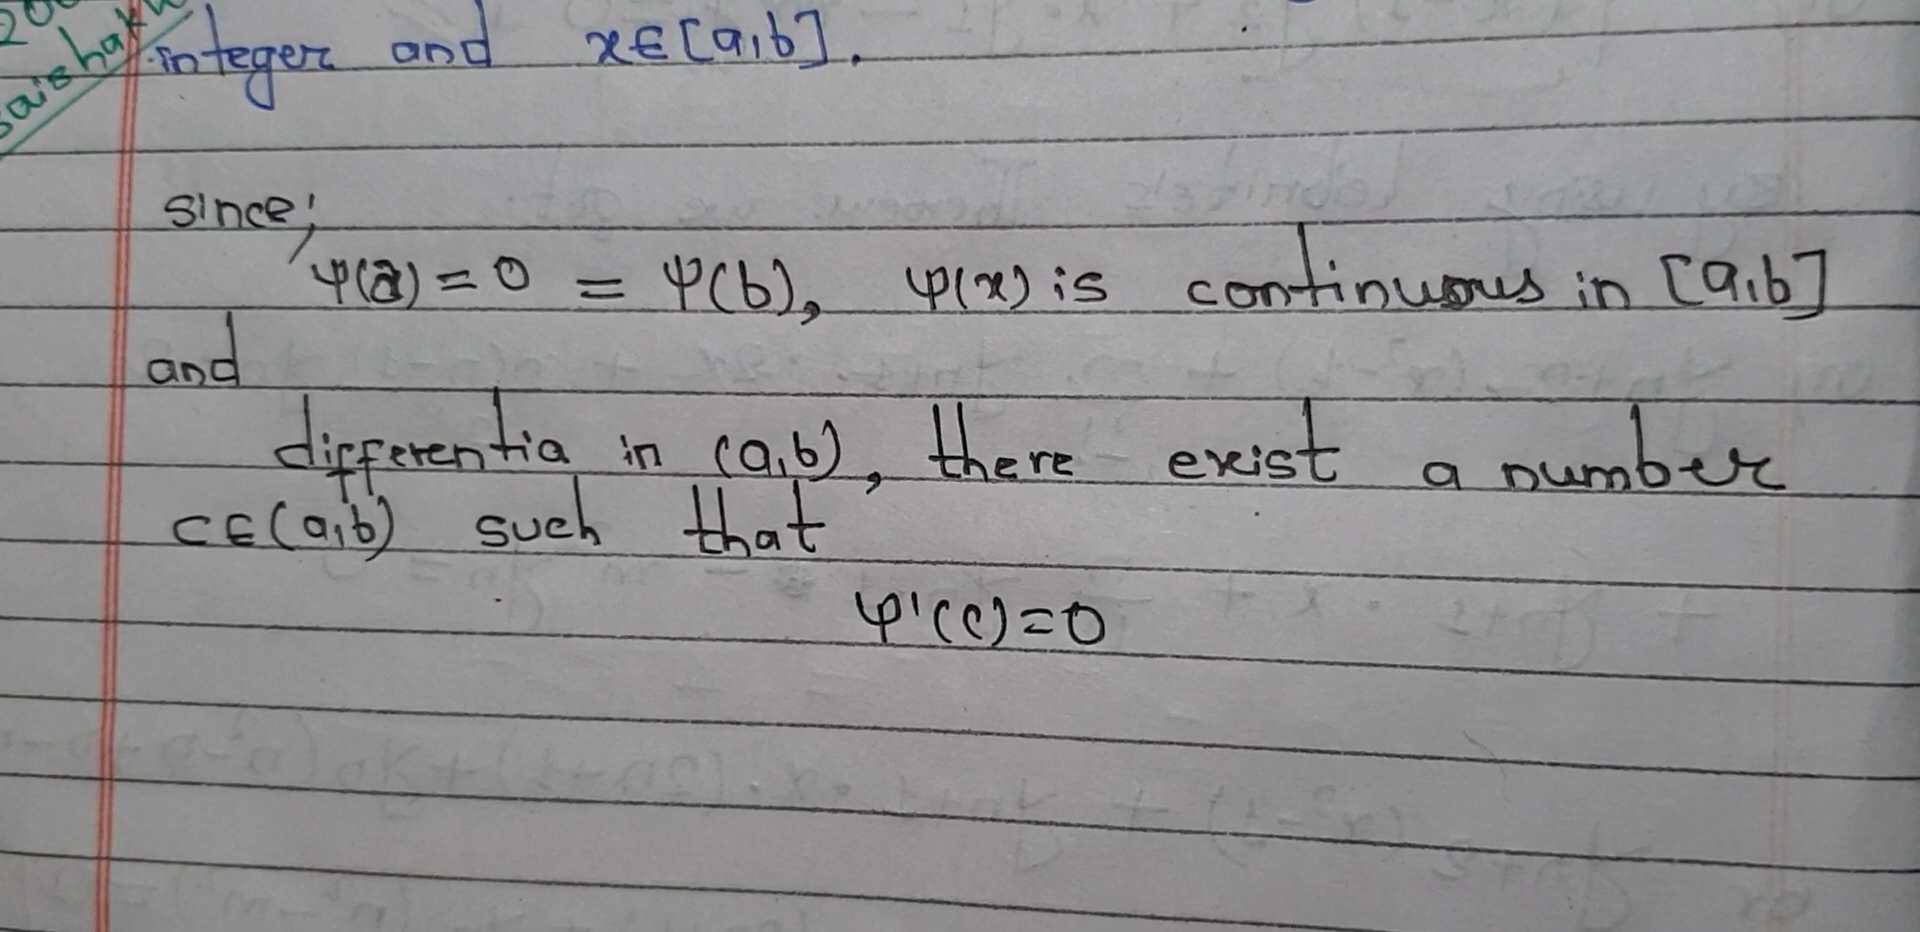 integer and x∈[a,b].
since,
φ(a)=0 = φ(b), φ(x) is continuous in [a,b]
and
differentia in (a,b), there exist a number
c∈(a,b) such that
φ'(c)=0